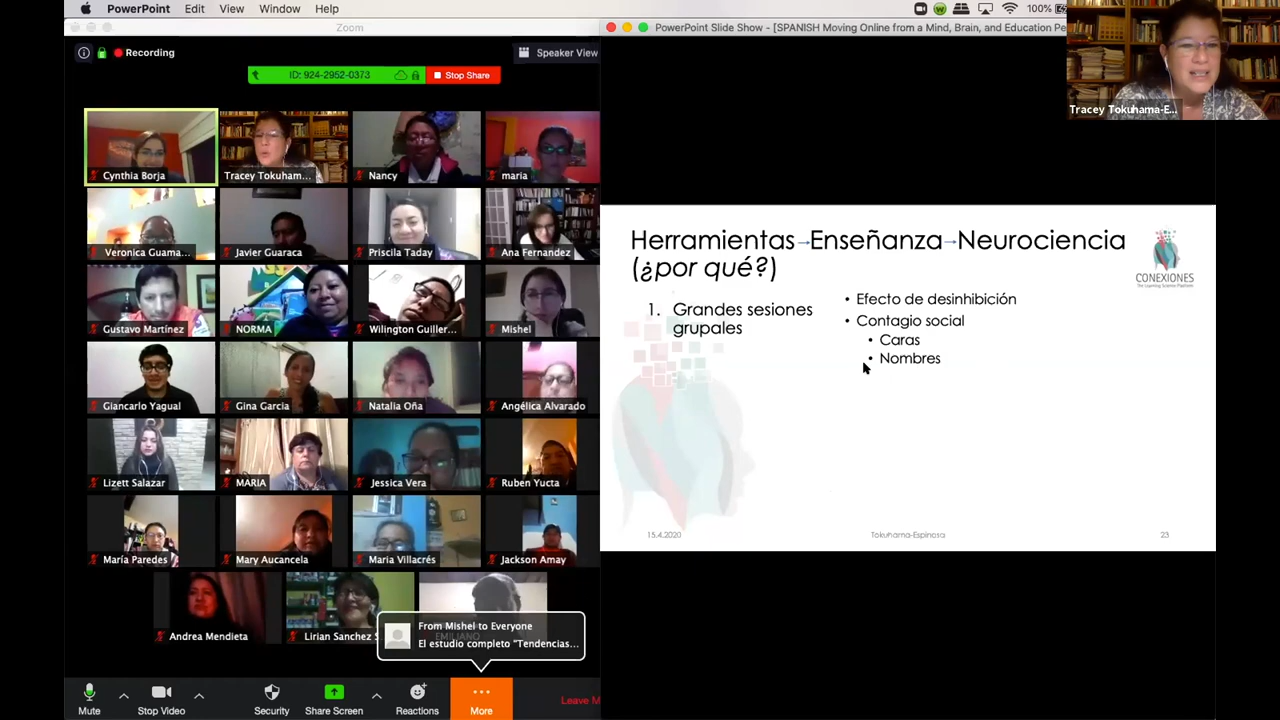 PowerPoint Edit View Window Help
100%
Zoom
PowerPoint Slide Show - [SPANISH Moving Online from a Mind, Brain, and Education Pe
Recording
Speaker View
ID: 924-2952-0373
Stop Share
Tracey Tokuhama-E...
Cynthia Borja
Tracey Tokuham...
Nancy
maria
Veronica Guama...
Javier Guaraca
Priscila Taday
Ana Fernandez
Gustavo Martínez
NORMA
Wilington Guiller...
Mishel
Giancarlo Yagual
Gina Garcia
Natalia Oña
Angélica Alvarado
Lizett Salazar
MARIA
Jessica Vera
Ruben Yucta
María Paredes
Mary Aucancela
Maria Villacrés
Jackson Amay
Andrea Mendieta
Lirian Sanchez S
EMILIANO
From Mishel to Everyone
El estudio completo "Tendencias...
Mute
Stop Video
Security
Share Screen
Reactions
More
Leave M
Herramientas→Enseñanza→Neurociencia
(¿por qué?)
CONEXIONES
The Learning Science Platform
1. Grandes sesiones
grupales
• Efecto de desinhibición
• Contagio social
• Caras
• Nombres
15.4.2020
Tokuhama-Espinosa
23